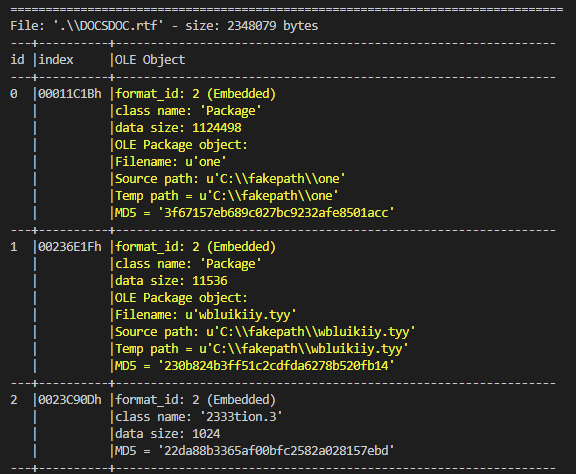 ===============================================================================
File: '.\\DOCSDOC.rtf' - size: 2348079 bytes
---+----------+---------------------------------------------------------------
id |index     |OLE Object
---+----------+---------------------------------------------------------------
0  |00011C1Bh |format_id: 2 (Embedded)
   |          |class name: 'Package'
   |          |data size: 1124498
   |          |OLE Package object:
   |          |Filename: u'one'
   |          |Source path: u'C:\\fakepath\\one'
   |          |Temp path = u'C:\\fakepath\\one'
   |          |MD5 = '3f67157eb689c027bc9232afe8501acc'
---+----------+---------------------------------------------------------------
1  |00236E1Fh |format_id: 2 (Embedded)
   |          |class name: 'Package'
   |          |data size: 11536
   |          |OLE Package object:
   |          |Filename: u'wbluikiiy.tyy'
   |          |Source path: u'C:\\fakepath\\wbluikiiy.tyy'
   |          |Temp path = u'C:\\fakepath\\wbluikiiy.tyy'
   |          |MD5 = '230b824b3ff51c2cdfda6278b520fb14'
---+----------+---------------------------------------------------------------
2  |0023C90Dh |format_id: 2 (Embedded)
   |          |class name: '2333tion.3'
   |          |data size: 1024
   |          |MD5 = '22da88b3365af00bfc2582a028157ebd'
---+----------+---------------------------------------------------------------